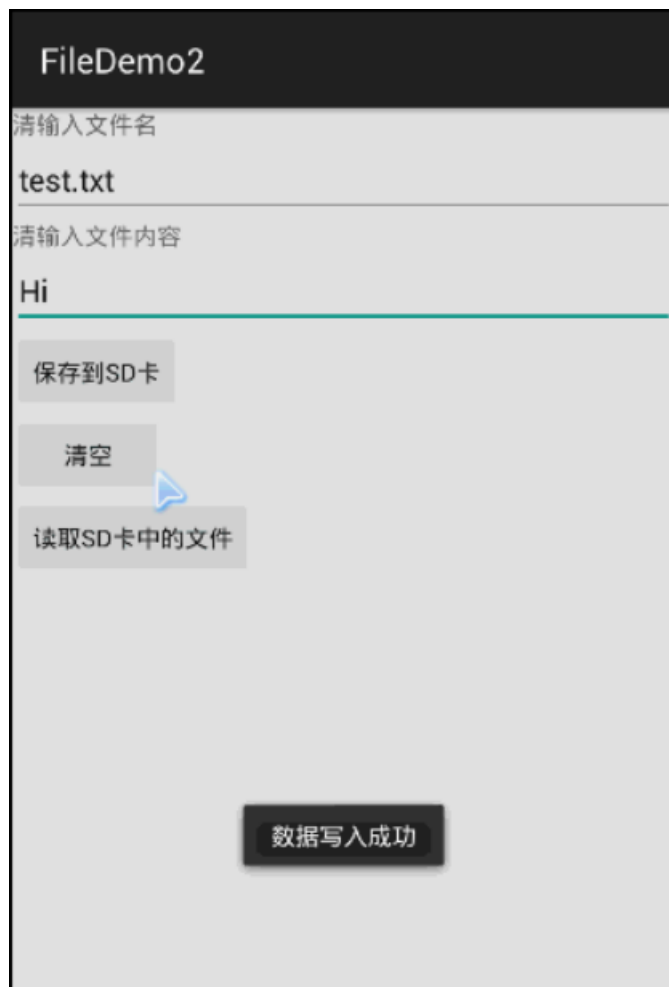 FileDemo2
清输入文件名
test.txt
清输入文件内容
Hi
保存到SD卡
清空
读取SD卡中的文件
数据写入成功